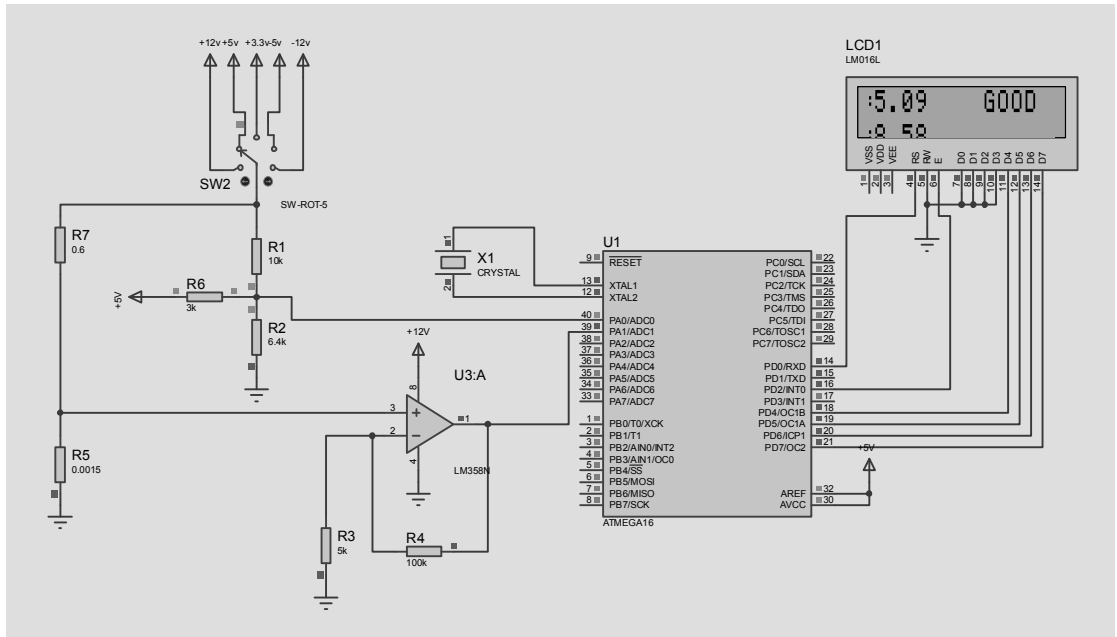 +12v +5v +3.3v -5v -12v
SW2
SW-ROT-5
R7
0.6
R1
10k
R6
3k
+5V
R2
6.4k
R5
0.0015
X1
CRYSTAL
1
2
+12V
U3:A
8
3
2
1
4
LM358N
R3
5k
R4
100k
LCD1
LM016L
:5.09 GOOD
VSS VDD VEE RS RW E D0 D1 D2 D3 D4 D5 D6 D7
1 2 3 4 5 6 7 8 9 10 11 12 13 14
U1
9 RESET
13 XTAL1
12 XTAL2
40 PA0/ADC0
39 PA1/ADC1
38 PA2/ADC2
37 PA3/ADC3
36 PA4/ADC4
35 PA5/ADC5
34 PA6/ADC6
33 PA7/ADC7
1 PB0/T0/XCK
2 PB1/T1
3 PB2/AIN0/INT2
4 PB3/AIN1/OC0
5 PB4/SS
6 PB5/MOSI
7 PB6/MISO
8 PB7/SCK
PC0/SCL 22
PC1/SDA 23
PC2/TCK 24
PC3/TMS 25
PC4/TDO 26
PC5/TDI 27
PC6/TOSC1 28
PC7/TOSC2 29
PD0/RXD 14
PD1/TXD 15
PD2/INT0 16
PD3/INT1 17
PD4/OC1B 18
PD5/OC1A 19
PD6/ICP1 20
PD7/OC2 21
+5V
AREF 32
AVCC 30
ATMEGA16